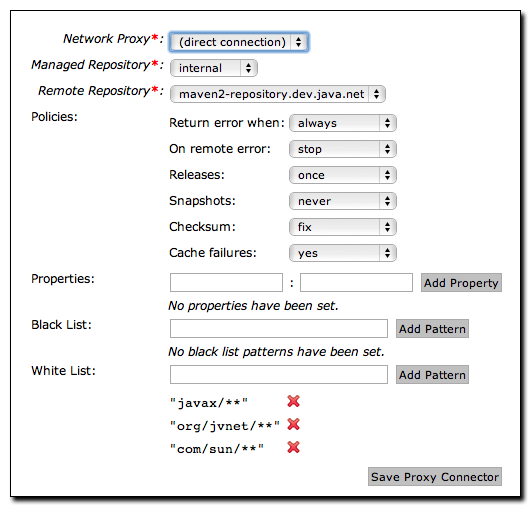 Network Proxy*: (direct connection)
Managed Repository*: internal
Remote Repository*: maven2-repository.dev.java.net
Policies: Return error when: always
On remote error: stop
Releases: once
Snapshots: never
Checksum: fix
Cache failures: yes
Properties: : Add Property
No properties have been set.
Black List: Add Pattern
No black list patterns have been set.
White List: Add Pattern
"javax/**"
"org/jvnet/**"
"com/sun/**"
Save Proxy Connector